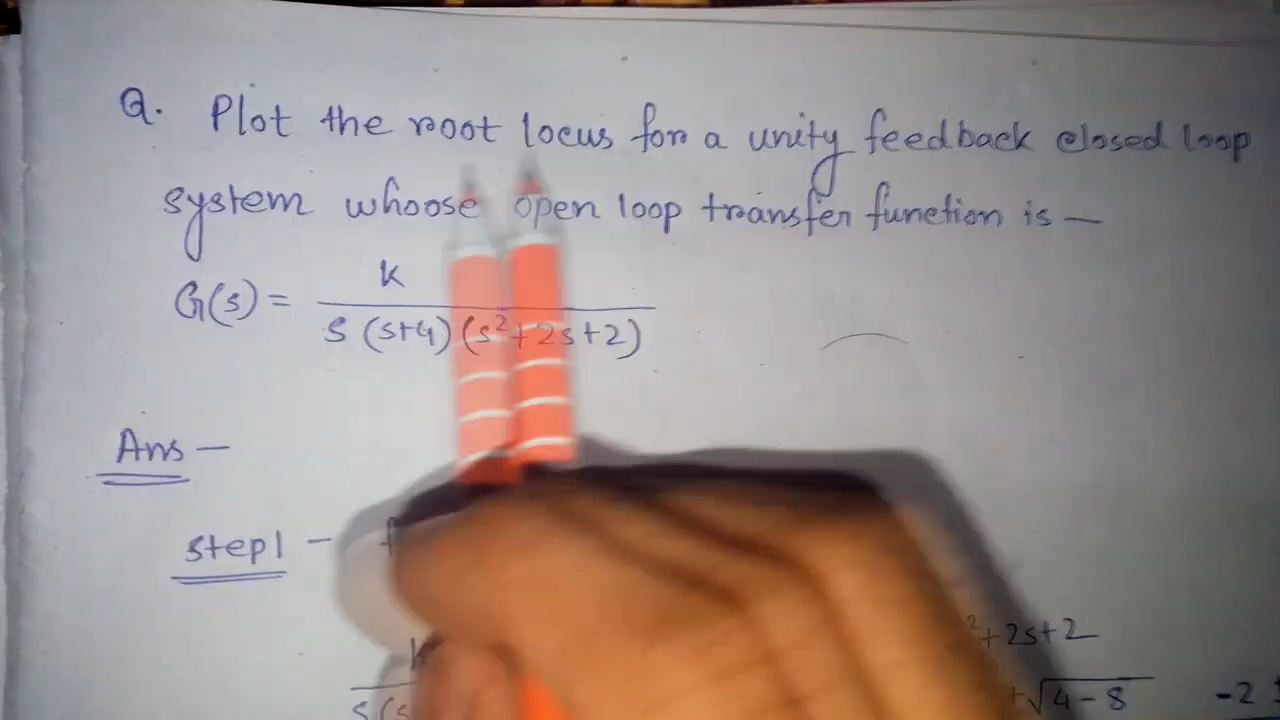 Q. Plot the root locus for a unity feedback closed loop
system whoose open loop transfer function is —
G(s) = K / S (s+4) (s²+2s+2)
Ans —
Step1 — f
K ²+2s+2
S(s √4-8 -2